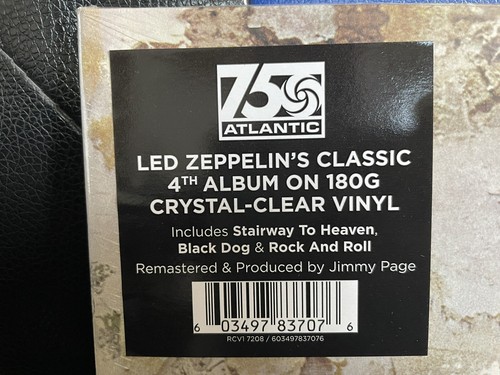 75
ATLANTIC
LED ZEPPELIN'S CLASSIC
4TH ALBUM ON 180G
CRYSTAL-CLEAR VINYL
Includes Stairway To Heaven,
Black Dog & Rock And Roll
Remastered & Produced by Jimmy Page
6 03497 83707 6
RCV1 7208 / 603497837076